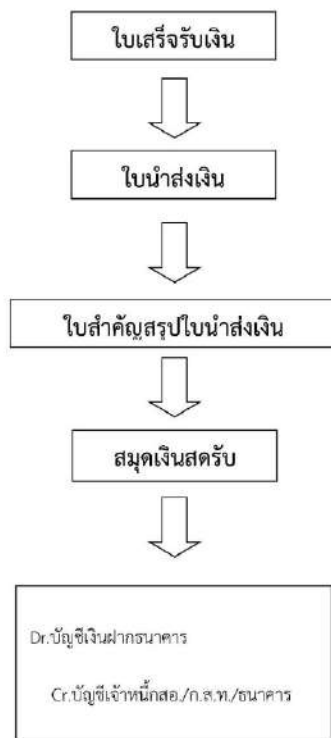 ใบเสร็จรับเงิน
ใบนำส่งเงิน
ใบสำคัญสรุปใบนำส่งเงิน
สมุดเงินสดรับ
Dr.บัญชีเงินฝากธนาคาร
Cr.บัญชีเจ้าหนี้กสอ./ก.ส.ท./ธนาคาร